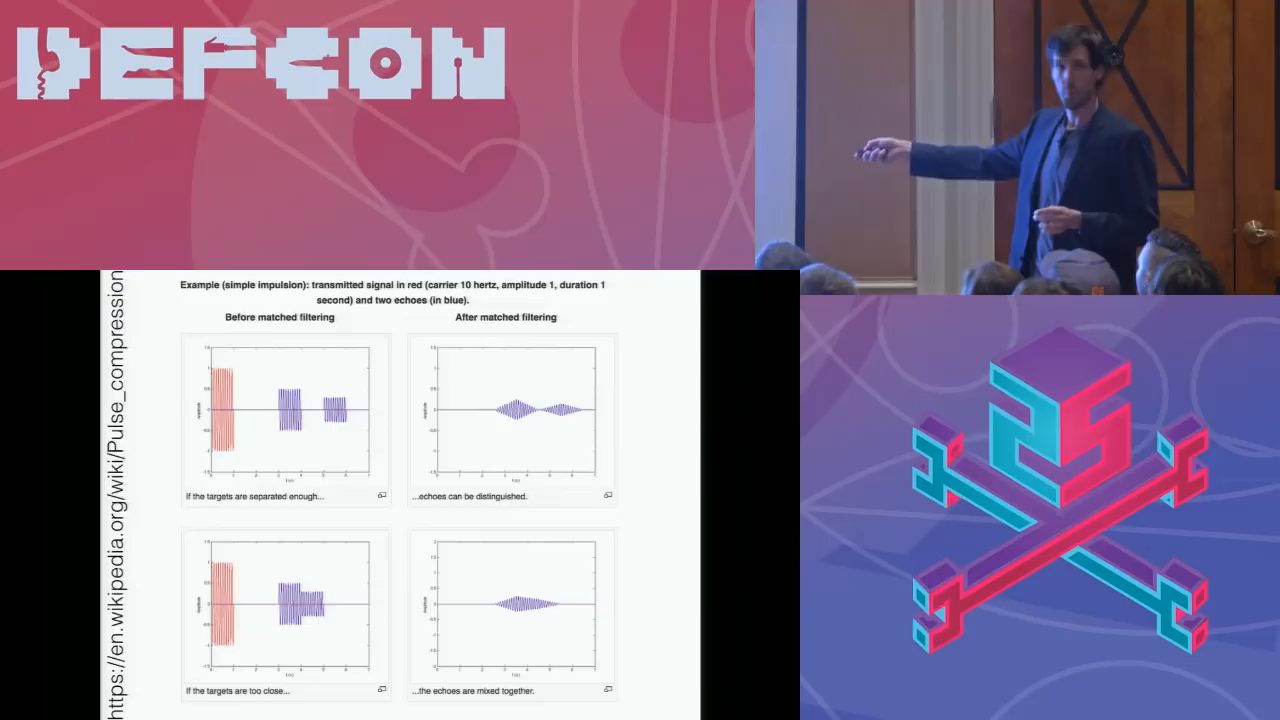 DEFCON
https://en.wikipedia.org/wiki/Pulse_compression
Example (simple impulsion): transmitted signal in red (carrier 10 hertz, amplitude 1, duration 1
second) and two echoes (in blue).
Before matched filtering
After matched filtering
If the targets are separated enough...
...echoes can be distinguished.
If the targets are too close...
...the echoes are mixed together.
25